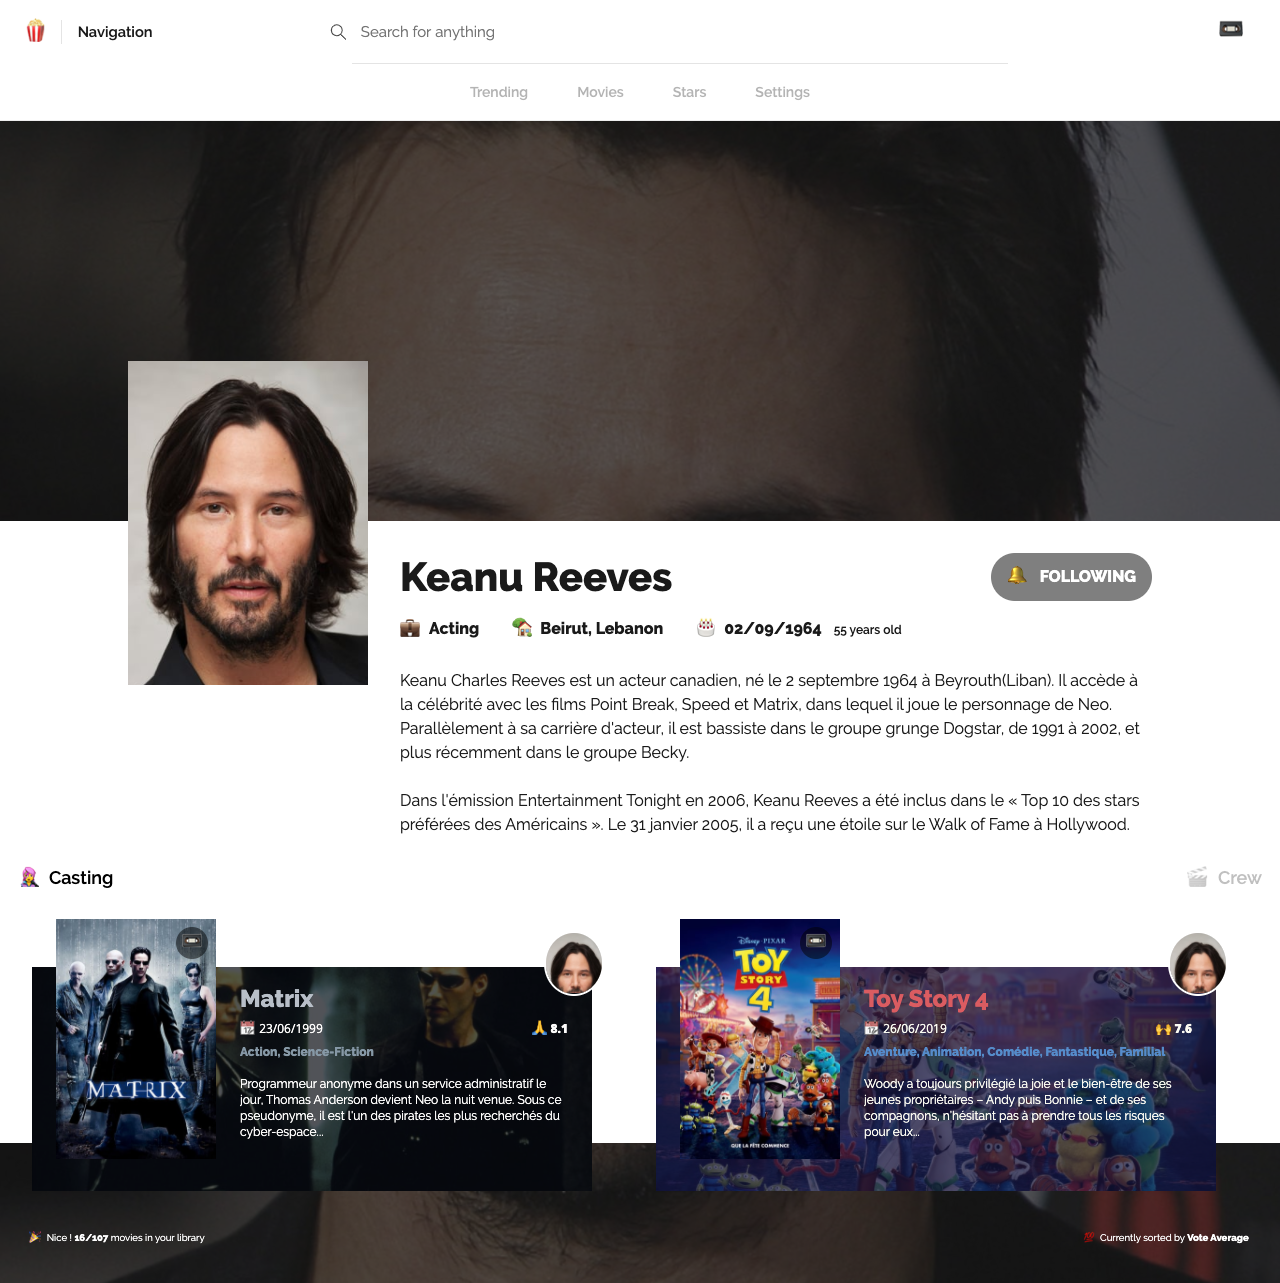 Navigation
Search for anything
Trending Movies Stars Settings
Keanu Reeves
FOLLOWING
Acting Beirut, Lebanon 02/09/1964 55 years old
Keanu Charles Reeves est un acteur canadien, né le 2 septembre 1964 à Beyrouth(Liban). Il accède à
la célébrité avec les films Point Break, Speed et Matrix, dans lequel il joue le personnage de Neo.
Parallèlement à sa carrière d'acteur, il est bassiste dans le groupe grunge Dogstar, de 1991 à 2002, et
plus récemment dans le groupe Becky.
Dans l'émission Entertainment Tonight en 2006, Keanu Reeves a été inclus dans le « Top 10 des stars
préférées des Américains ». Le 31 janvier 2005, il a reçu une étoile sur le Walk of Fame à Hollywood.
Casting
Crew
MATRIX
Matrix
23/06/1999
8.1
Action, Science-Fiction
Programmeur anonyme dans un service administratif le
jour, Thomas Anderson devient Neo la nuit venue. Sous ce
pseudonyme, il est l'un des pirates les plus recherchés du
cyber-espace...
Disney PIXAR
TOY
STORY
4
QUE LA FÊTE COMMENCE
Toy Story 4
26/06/2019
7.6
Aventure, Animation, Comédie, Fantastique, Familial
Woody a toujours privilégié la joie et le bien-être de ses
jeunes propriétaires – Andy puis Bonnie – et de ses
compagnons, n'hésitant pas à prendre tous les risques
pour eux...
Nice ! 16/107 movies in your library
Currently sorted by Vote Average